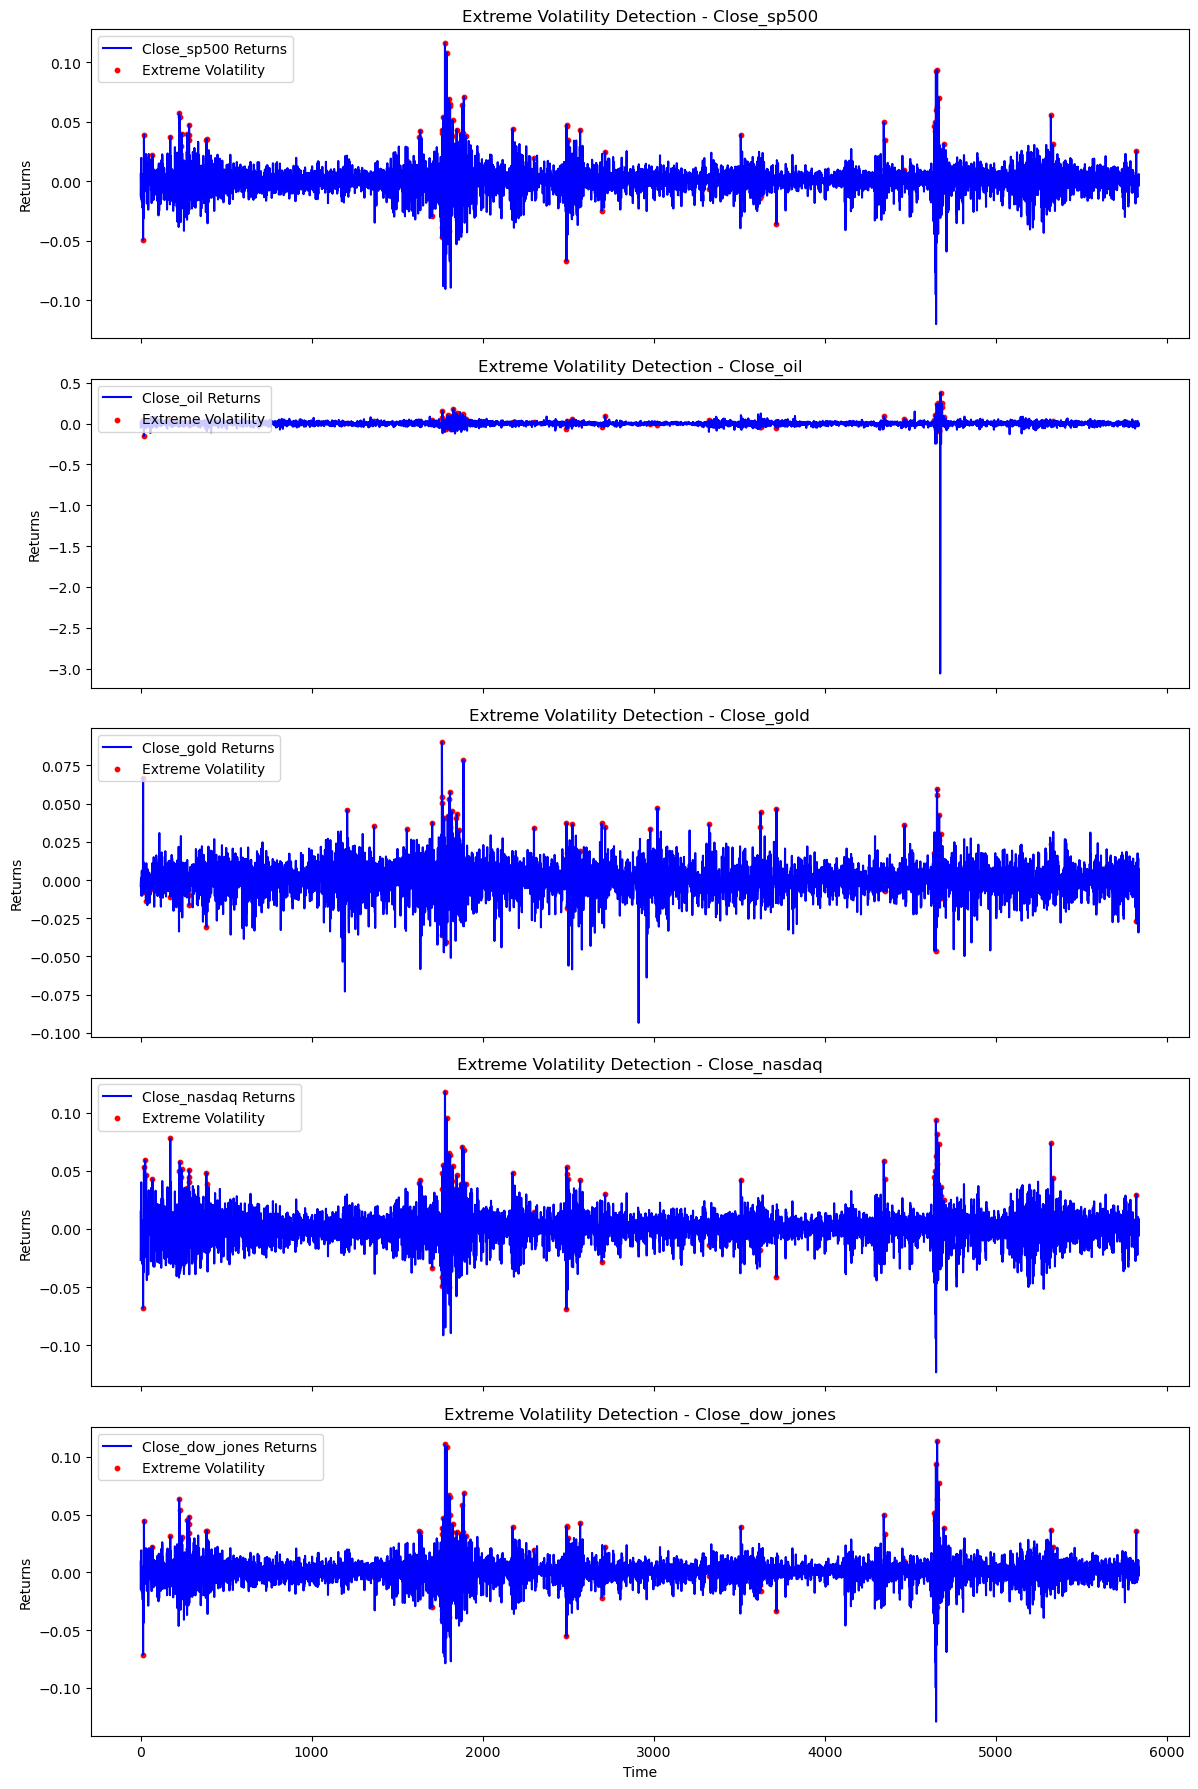 Extreme Volatility Detection - Close_sp500
Close_sp500 Returns
Extreme Volatility
0.10
0.05
0.00
−0.05
−0.10
Returns
Extreme Volatility Detection - Close_oil
Close_oil Returns
Extreme Volatility
0.5
0.0
−0.5
−1.0
−1.5
−2.0
−2.5
−3.0
Returns
Extreme Volatility Detection - Close_gold
Close_gold Returns
Extreme Volatility
0.075
0.050
0.025
0.000
−0.025
−0.050
−0.075
−0.100
Returns
Extreme Volatility Detection - Close_nasdaq
Close_nasdaq Returns
Extreme Volatility
0.10
0.05
0.00
−0.05
−0.10
Returns
Extreme Volatility Detection - Close_dow_jones
Close_dow_jones Returns
Extreme Volatility
0.10
0.05
0.00
−0.05
−0.10
Returns
0 1000 2000 3000 4000 5000 6000
Time